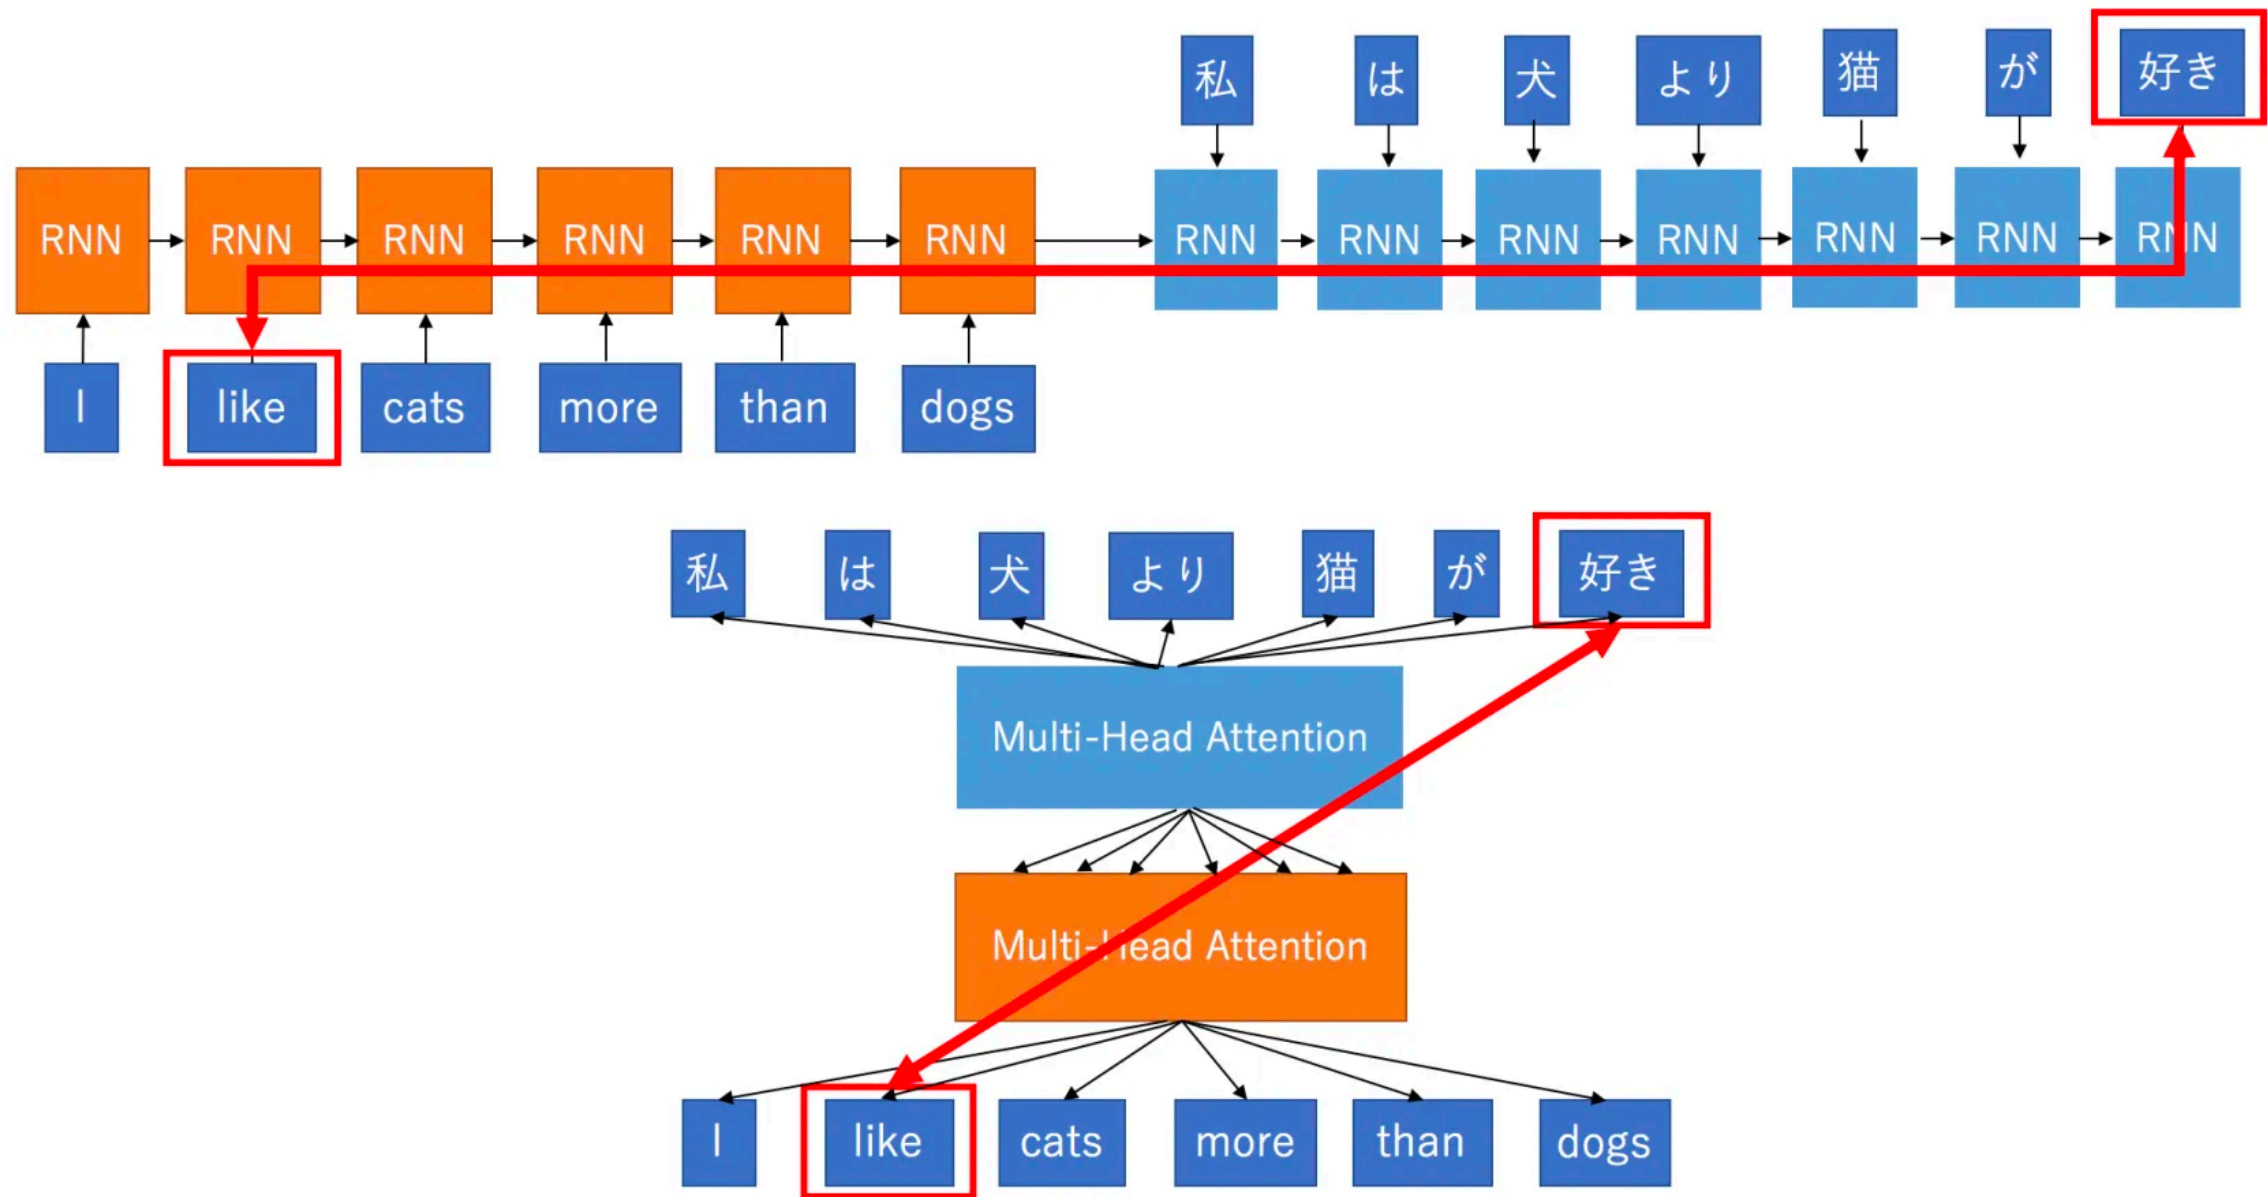 私 は 犬 より 猫 が 好き
RNN RNN RNN RNN RNN RNN RNN RNN RNN RNN RNN RNN RNN
I like cats more than dogs
私 は 犬 より 猫 が 好き
Multi-Head Attention
Multi-Head Attention
I like cats more than dogs